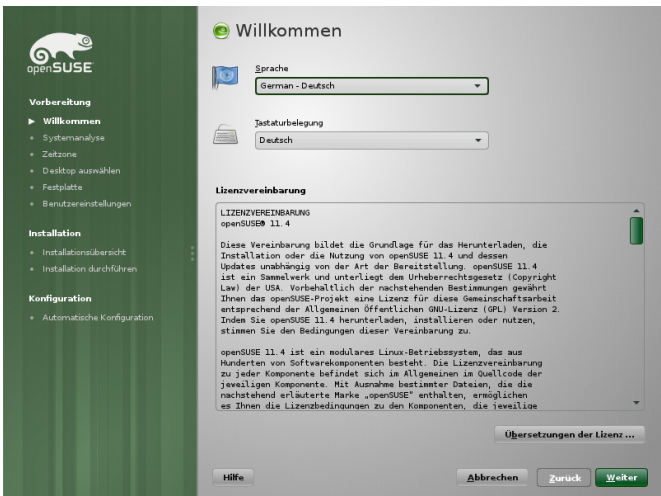 openSUSE
Vorbereitung
Willkommen
Systemanalyse
Zeitzone
Desktop auswählen
Festplatte
Benutzereinstellungen
Installation
Installationsübersicht
Installation durchführen
Konfiguration
Automatische Konfiguration
Willkommen
Sprache
German - Deutsch
Tastaturbelegung
Deutsch
Lizenzvereinbarung
LIZENZVEREINBARUNG
openSUSE® 11.4
Diese Vereinbarung bildet die Grundlage für das Herunterladen, die
Installation oder die Nutzung von openSUSE 11.4 und dessen
Updates unabhängig von der Art der Bereitstellung. openSUSE 11.4
ist ein Sammelwerk und unterliegt dem Urheberrechtsgesetz (Copyright
Law) der USA. Vorbehaltlich der nachstehenden Bestimmungen gewährt
Ihnen das openSUSE-Projekt eine Lizenz für diese Gemeinschaftsarbeit
entsprechend der Allgemeinen Öffentlichen GNU-Lizenz (GPL) Version 2.
Indem Sie openSUSE 11.4 herunterladen, installieren oder nutzen,
stimmen Sie den Bedingungen dieser Vereinbarung zu.
openSUSE 11.4 ist ein modulares Linux-Betriebssystem, das aus
Hunderten von Softwarekomponenten besteht. Die Lizenzvereinbarung
zu jeder Komponente befindet sich im Allgemeinen im Quellcode der
jeweiligen Komponente. Mit Ausnahme bestimmter Dateien, die die
nachstehend erläuterte Marke „openSUSE“ enthalten, ermöglichen
es Ihnen die Lizenzbedingungen zu den Komponenten, die jeweilige
Übersetzungen der Lizenz ...
Hilfe
Abbrechen
Zurück
Weiter